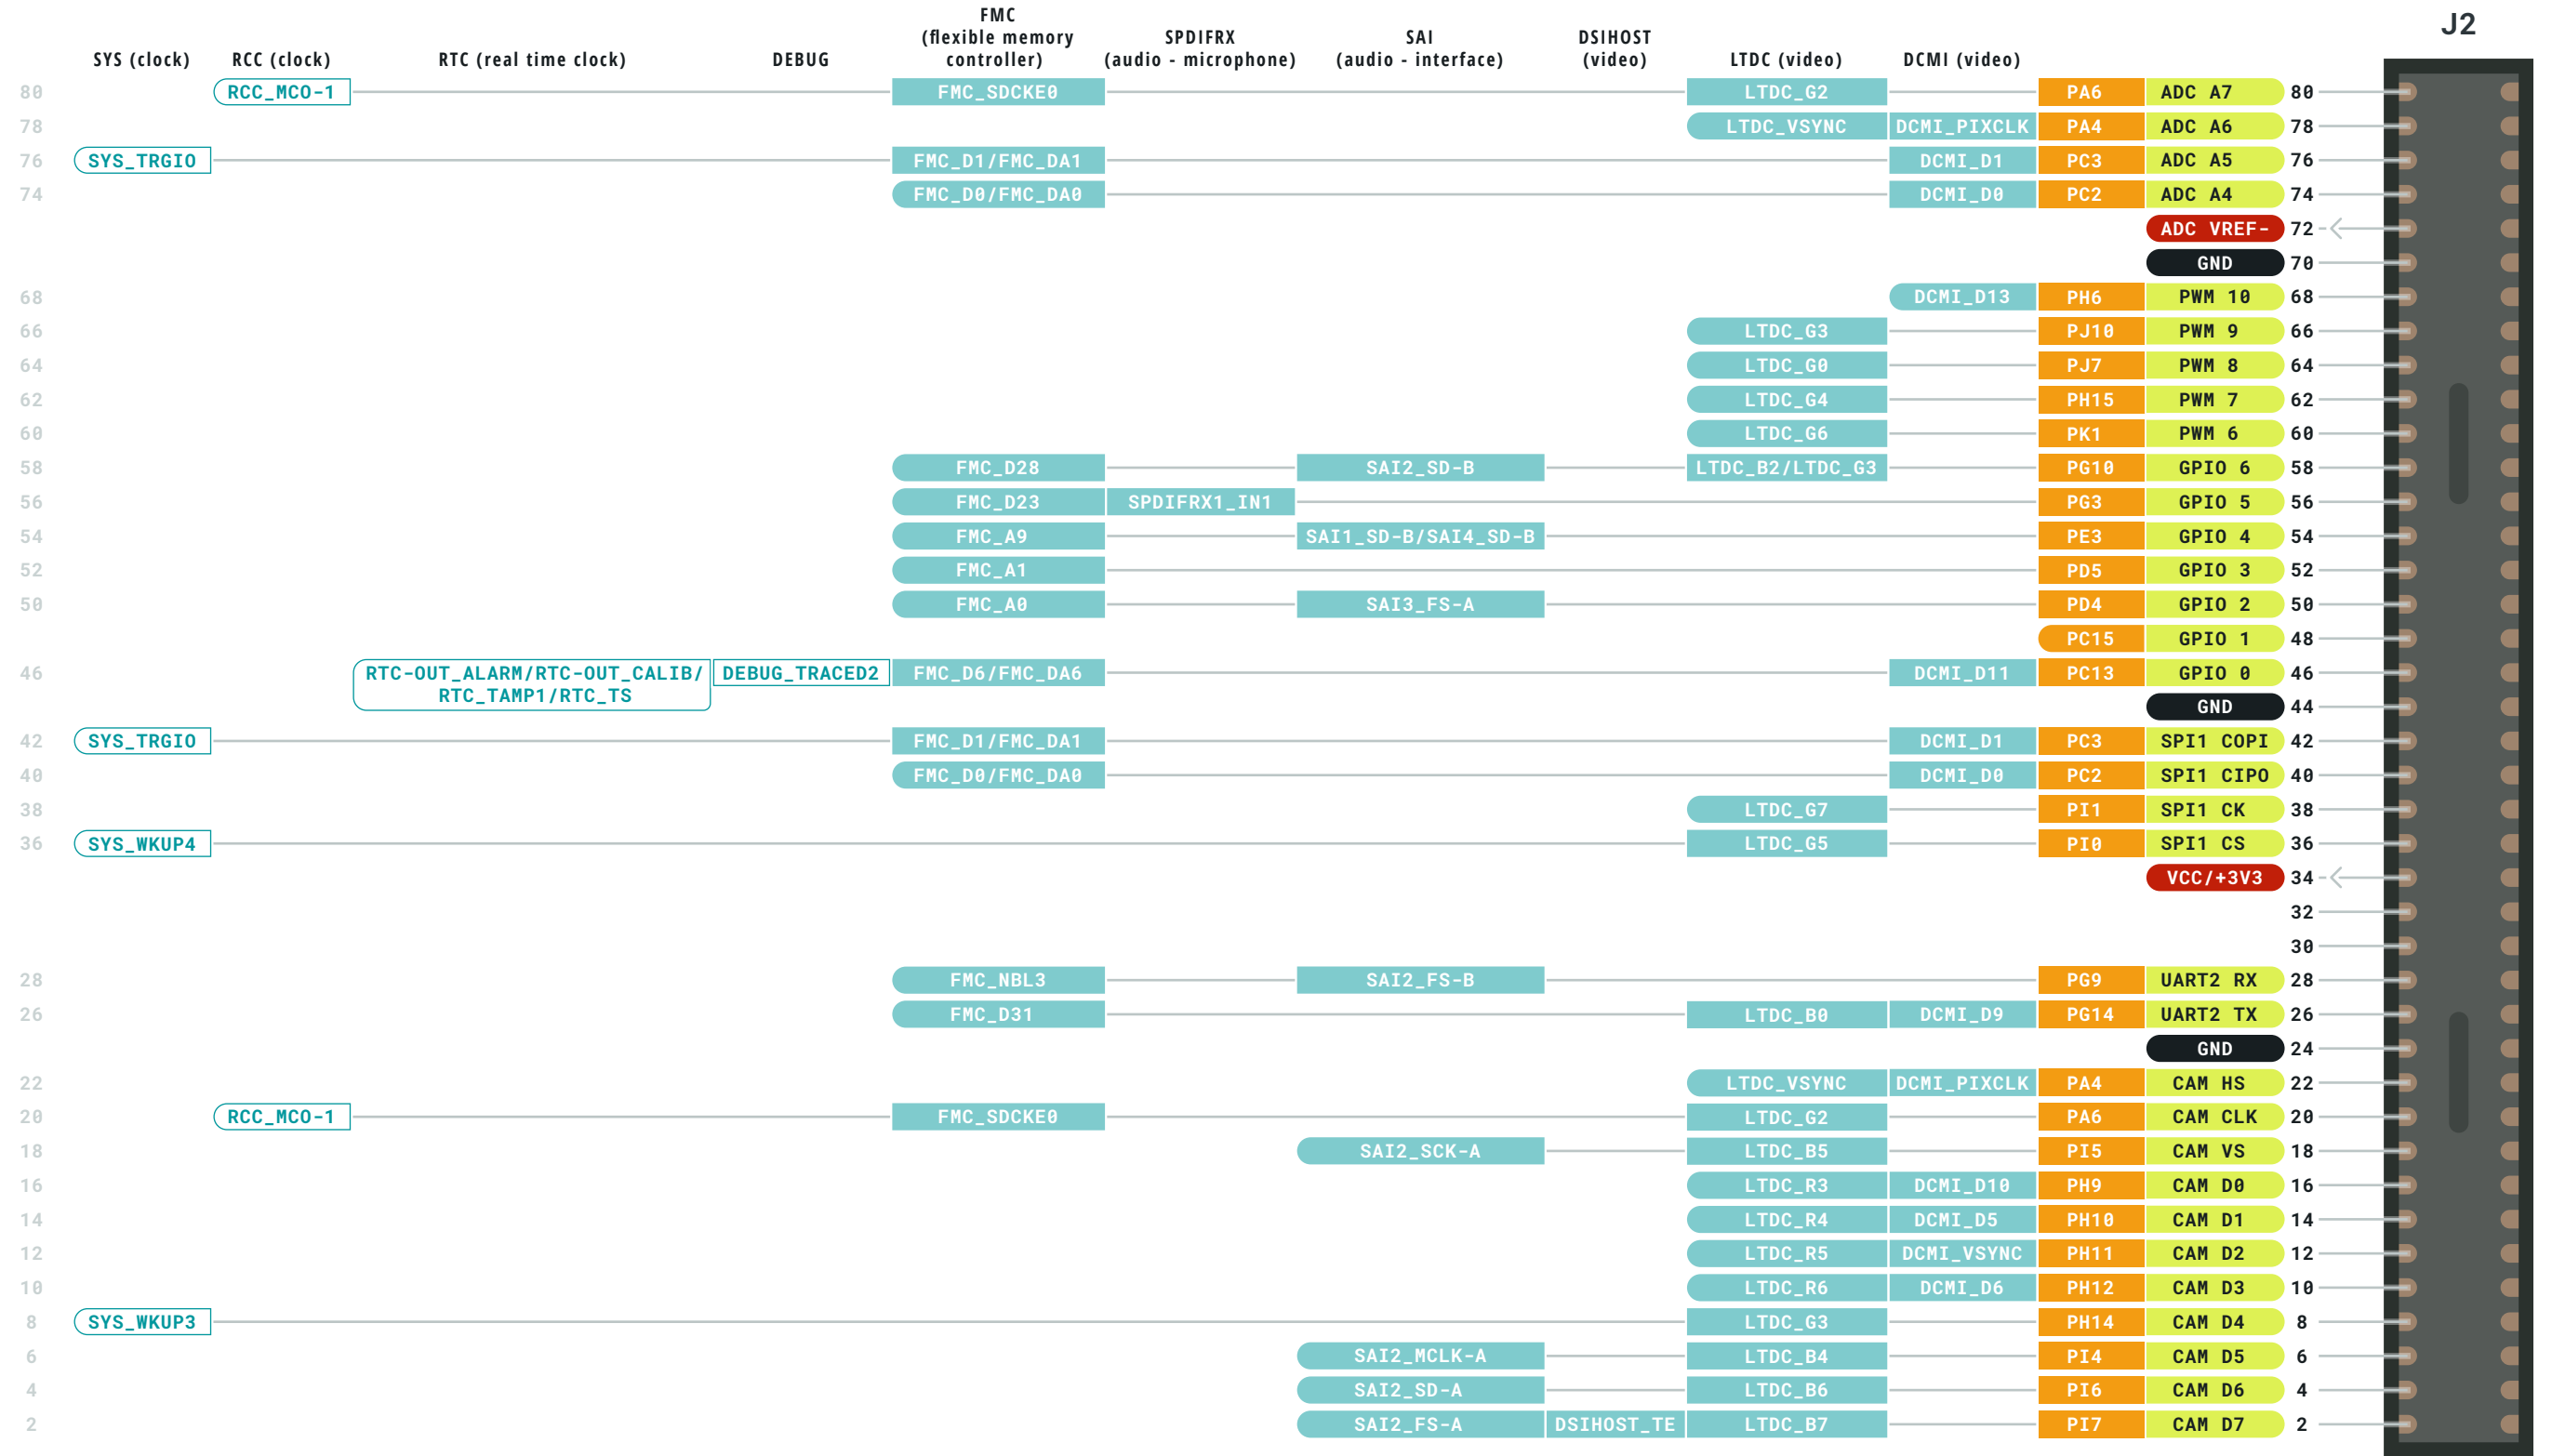 J2
SYS (clock) RCC (clock) RTC (real time clock) DEBUG FMC (flexible memory controller) SPDIFRX (audio - microphone) SAI (audio - interface) DSIHOST (video) LTDC (video) DCMI (video)
80 RCC_MCO-1 FMC_SDCKE0 LTDC_G2 PA6 ADC A7 80
78 LTDC_VSYNC DCMI_PIXCLK PA4 ADC A6 78
76 SYS_TRGIO FMC_D1/FMC_DA1 DCMI_D1 PC3 ADC A5 76
74 FMC_D0/FMC_DA0 DCMI_D0 PC2 ADC A4 74
ADC VREF- 72
GND 70
68 DCMI_D13 PH6 PWM 10 68
66 LTDC_G3 PJ10 PWM 9 66
64 LTDC_G0 PJ7 PWM 8 64
62 LTDC_G4 PH15 PWM 7 62
60 LTDC_G6 PK1 PWM 6 60
58 FMC_D28 SAI2_SD-B LTDC_B2/LTDC_G3 PG10 GPIO 6 58
56 FMC_D23 SPDIFRX1_IN1 PG3 GPIO 5 56
54 FMC_A9 SAI1_SD-B/SAI4_SD-B PE3 GPIO 4 54
52 FMC_A1 PD5 GPIO 3 52
50 FMC_A0 SAI3_FS-A PD4 GPIO 2 50
PC15 GPIO 1 48
46 RTC-OUT_ALARM/RTC-OUT_CALIB/ DEBUG_TRACED2 FMC_D6/FMC_DA6 DCMI_D11 PC13 GPIO 0 46
RTC_TAMP1/RTC_TS
GND 44
42 SYS_TRGIO FMC_D1/FMC_DA1 DCMI_D1 PC3 SPI1 COPI 42
40 FMC_D0/FMC_DA0 DCMI_D0 PC2 SPI1 CIPO 40
38 LTDC_G7 PI1 SPI1 CK 38
36 SYS_WKUP4 LTDC_G5 PI0 SPI1 CS 36
VCC/+3V3 34
32
30
28 FMC_NBL3 SAI2_FS-B PG9 UART2 RX 28
26 FMC_D31 LTDC_B0 DCMI_D9 PG14 UART2 TX 26
GND 24
22 LTDC_VSYNC DCMI_PIXCLK PA4 CAM HS 22
20 RCC_MCO-1 FMC_SDCKE0 LTDC_G2 PA6 CAM CLK 20
18 SAI2_SCK-A LTDC_B5 PI5 CAM VS 18
16 LTDC_R3 DCMI_D10 PH9 CAM D0 16
14 LTDC_R4 DCMI_D5 PH10 CAM D1 14
12 LTDC_R5 DCMI_VSYNC PH11 CAM D2 12
10 LTDC_R6 DCMI_D6 PH12 CAM D3 10
8 SYS_WKUP3 LTDC_G3 PH14 CAM D4 8
6 SAI2_MCLK-A LTDC_B4 PI4 CAM D5 6
4 SAI2_SD-A LTDC_B6 PI6 CAM D6 4
2 SAI2_FS-A DSIHOST_TE LTDC_B7 PI7 CAM D7 2